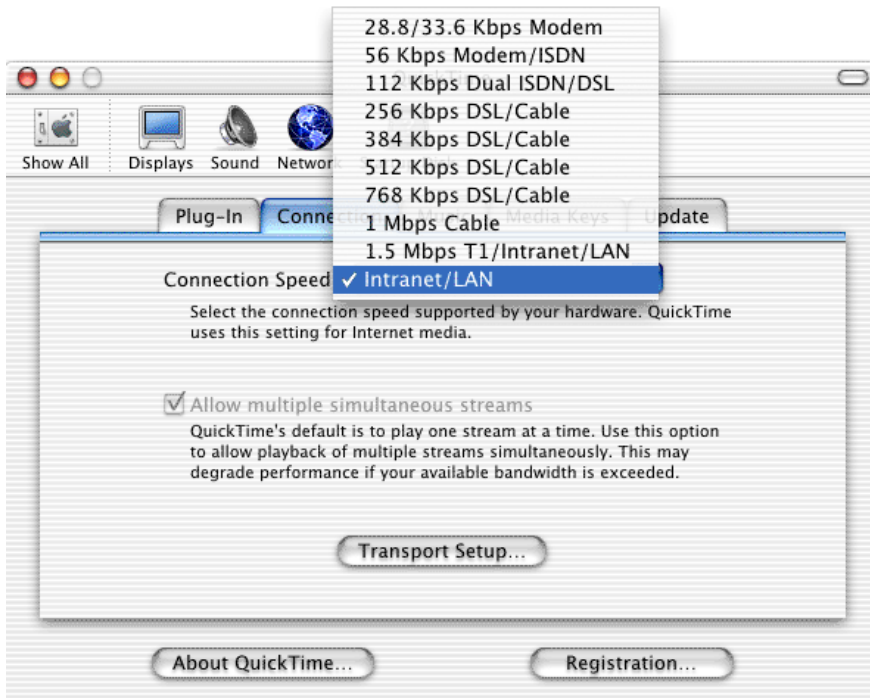 28.8/33.6 Kbps Modem
56 Kbps Modem/ISDN
112 Kbps Dual ISDN/DSL
256 Kbps DSL/Cable
384 Kbps DSL/Cable
512 Kbps DSL/Cable
768 Kbps DSL/Cable
1 Mbps Cable
1.5 Mbps T1/Intranet/LAN
✓ Intranet/LAN
Show All Displays Sound Network
Plug-In Connection Music Media Keys Update
Connection Speed
Select the connection speed supported by your hardware. QuickTime
uses this setting for Internet media.
Allow multiple simultaneous streams
QuickTime's default is to play one stream at a time. Use this option
to allow playback of multiple streams simultaneously. This may
degrade performance if your available bandwidth is exceeded.
Transport Setup...
About QuickTime... Registration...